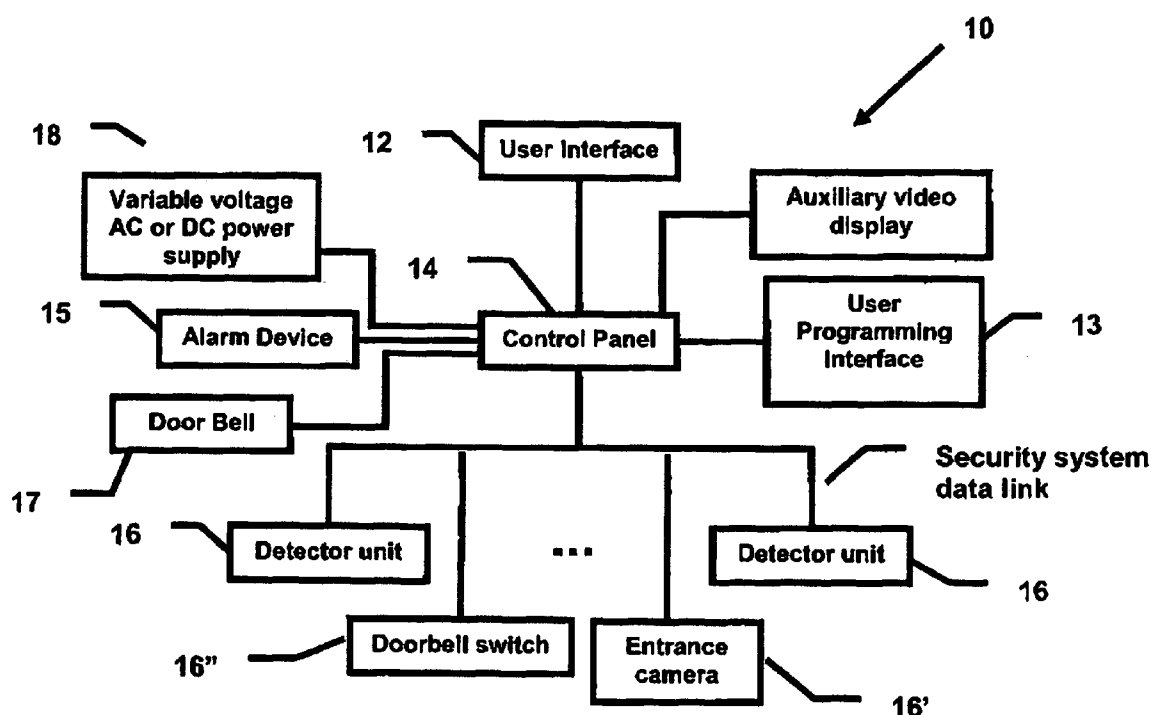 10
18
12
User Interface
Variable voltage
AC or DC power
supply
Auxiliary video
display
14
15
Alarm Device
Control Panel
User
Programming
Interface
13
Door Bell
17
Security system
data link
16
Detector unit
...
Detector unit
16
Doorbell switch
16”
Entrance
camera
16’